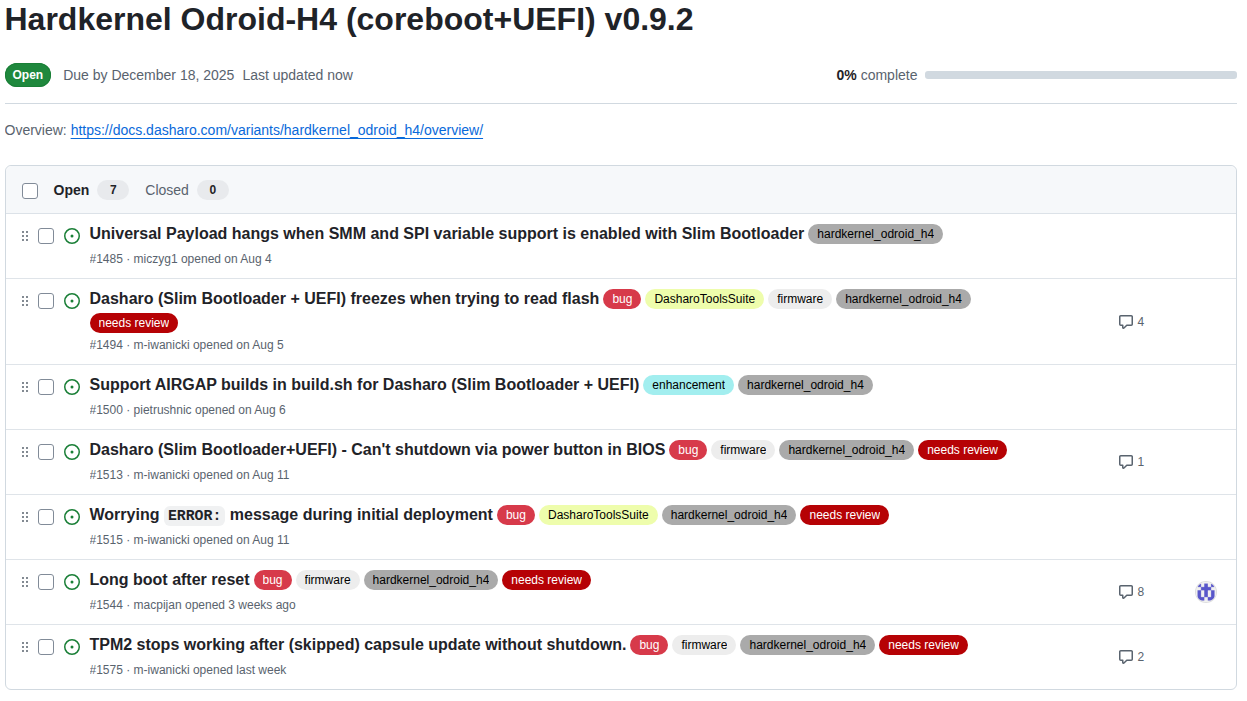 Hardkernel Odroid-H4 (coreboot+UEFI) v0.9.2
Open Due by December 18, 2025 Last updated now 0% complete
Overview: https://docs.dasharo.com/variants/hardkernel_odroid_h4/overview/
Open 7 Closed 0
Universal Payload hangs when SMM and SPI variable support is enabled with Slim Bootloader hardkernel_odroid_h4
#1485 · miczyg1 opened on Aug 4
Dasharo (Slim Bootloader + UEFI) freezes when trying to read flash bug DasharoToolsSuite firmware hardkernel_odroid_h4
needs review 4
#1494 · m-iwanicki opened on Aug 5
Support AIRGAP builds in build.sh for Dasharo (Slim Bootloader + UEFI) enhancement hardkernel_odroid_h4
#1500 · pietrushnic opened on Aug 6
Dasharo (Slim Bootloader+UEFI) - Can't shutdown via power button in BIOS bug firmware hardkernel_odroid_h4 needs review 1
#1513 · m-iwanicki opened on Aug 11
Worrying ERROR: message during initial deployment bug DasharoToolsSuite hardkernel_odroid_h4 needs review
#1515 · m-iwanicki opened on Aug 11
Long boot after reset bug firmware hardkernel_odroid_h4 needs review 8
#1544 · macpijan opened 3 weeks ago
TPM2 stops working after (skipped) capsule update without shutdown. bug firmware hardkernel_odroid_h4 needs review 2
#1575 · m-iwanicki opened last week